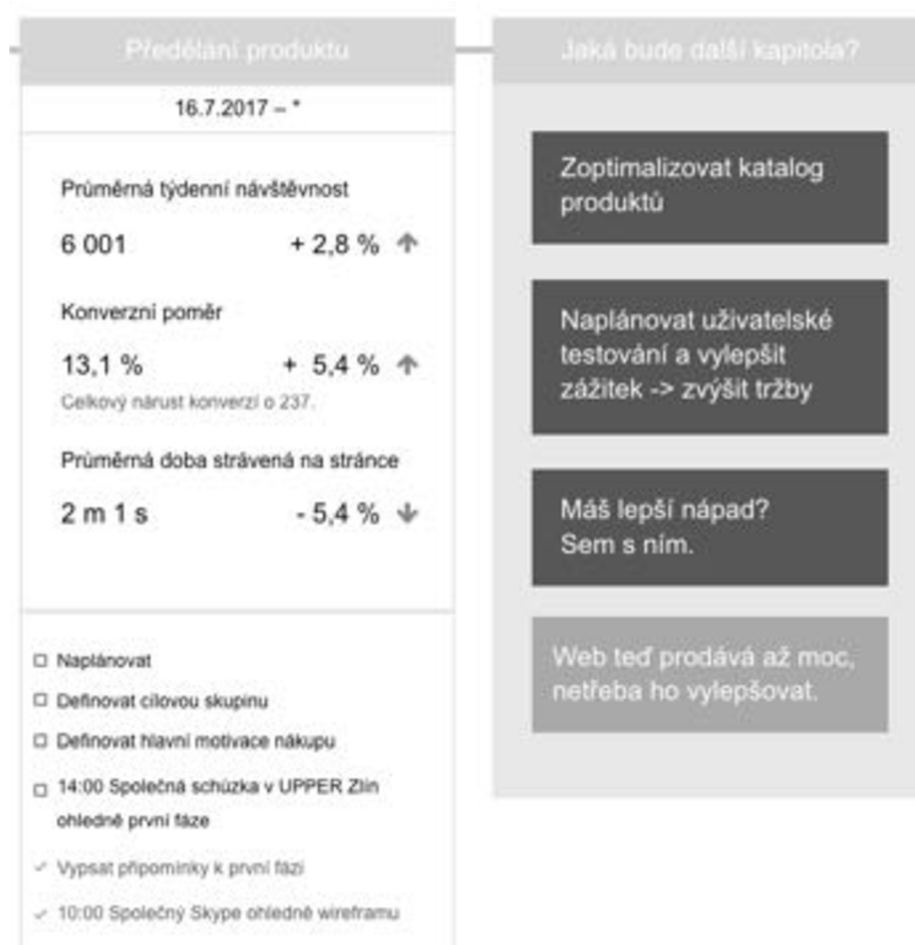 Předělání produktu
16.7.2017 – *
Průměrná týdenní návštěvnost
6 001 + 2,8 %
Konverzní poměr
13,1 % + 5,4 %
Celkový nárust konverzí o 237.
Průměrná doba strávená na stránce
2 m 1 s - 5,4 %
Naplánovat
Definovat cílovou skupinu
Definovat hlavní motivace nákupu
14:00 Společná schůzka v UPPER Zlín
ohledně první fáze
Vypsat připomínky k první fázi
10:00 Společný Skype ohledně wireframu
Jaká bude další kapitola?
Zoptimalizovat katalog
produktů
Naplánovat uživatelské
testování a vylepšit
zážitek -> zvýšit tržby
Máš lepší nápad?
Sem s ním.
Web teď prodává až moc,
netřeba ho vylepšovat.